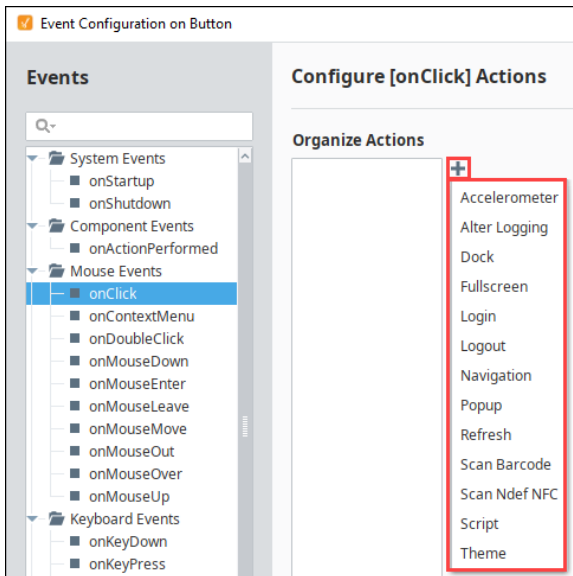 Event Configuration on Button
Events
System Events
onStartup
onShutdown
Component Events
onActionPerformed
Mouse Events
onClick
onContextMenu
onDoubleClick
onMouseDown
onMouseEnter
onMouseLeave
onMouseMove
onMouseOut
onMouseOver
onMouseUp
Keyboard Events
onKeyDown
onKeyPress
Configure [onClick] Actions
Organize Actions
Accelerometer
Alter Logging
Dock
Fullscreen
Login
Logout
Navigation
Popup
Refresh
Scan Barcode
Scan Ndef NFC
Script
Theme